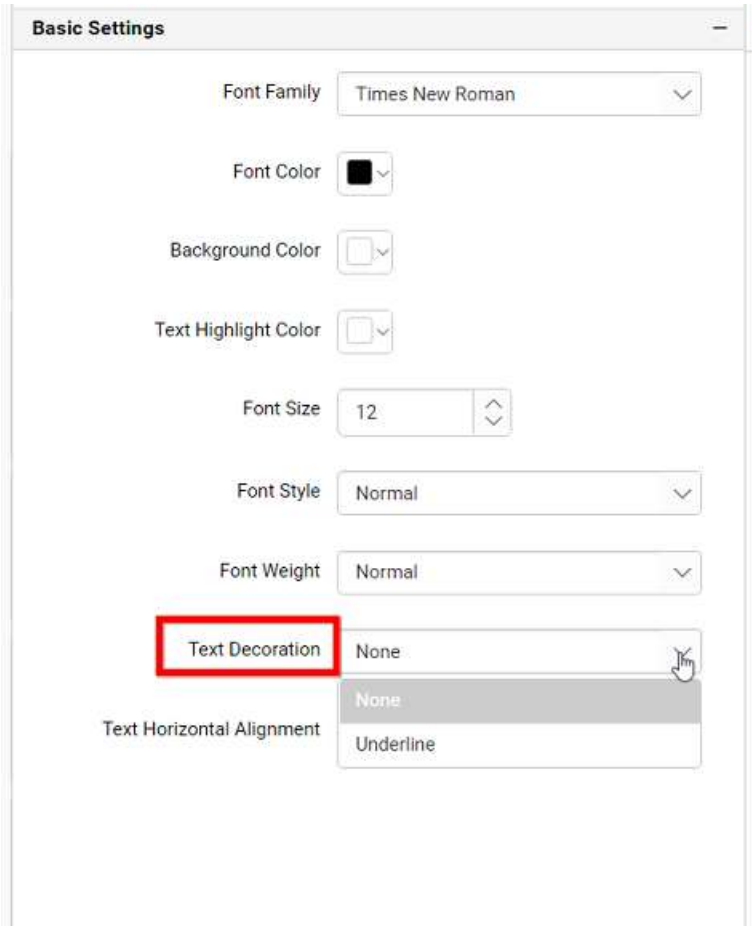 Basic Settings
Font Family Times New Roman
Font Color
Background Color
Text Highlight Color
Font Size 12
Font Style Normal
Font Weight Normal
Text Decoration None
None
Text Horizontal Alignment
Underline